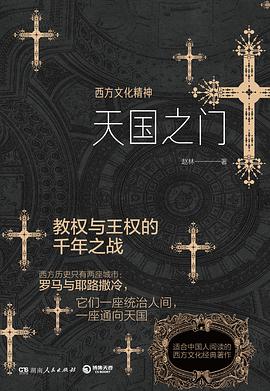 西方文化精神
天国之门
赵林——著
教权与王权的
千年之战
西方历史只有两座城市：
罗马与耶路撒冷，
它们一座统治人间，
一座通向天国
适合中国人阅读的
西方文化经典著作
湖南人民出版社
博集天卷